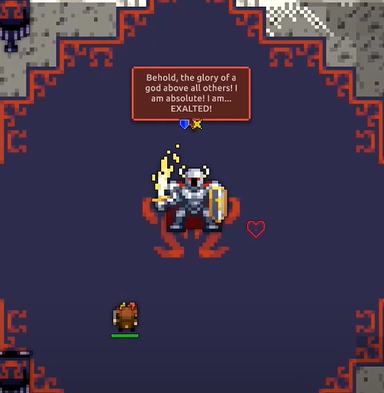 Behold, the glory of a
god above all others! I
am absolute! I am...
EXALTED!